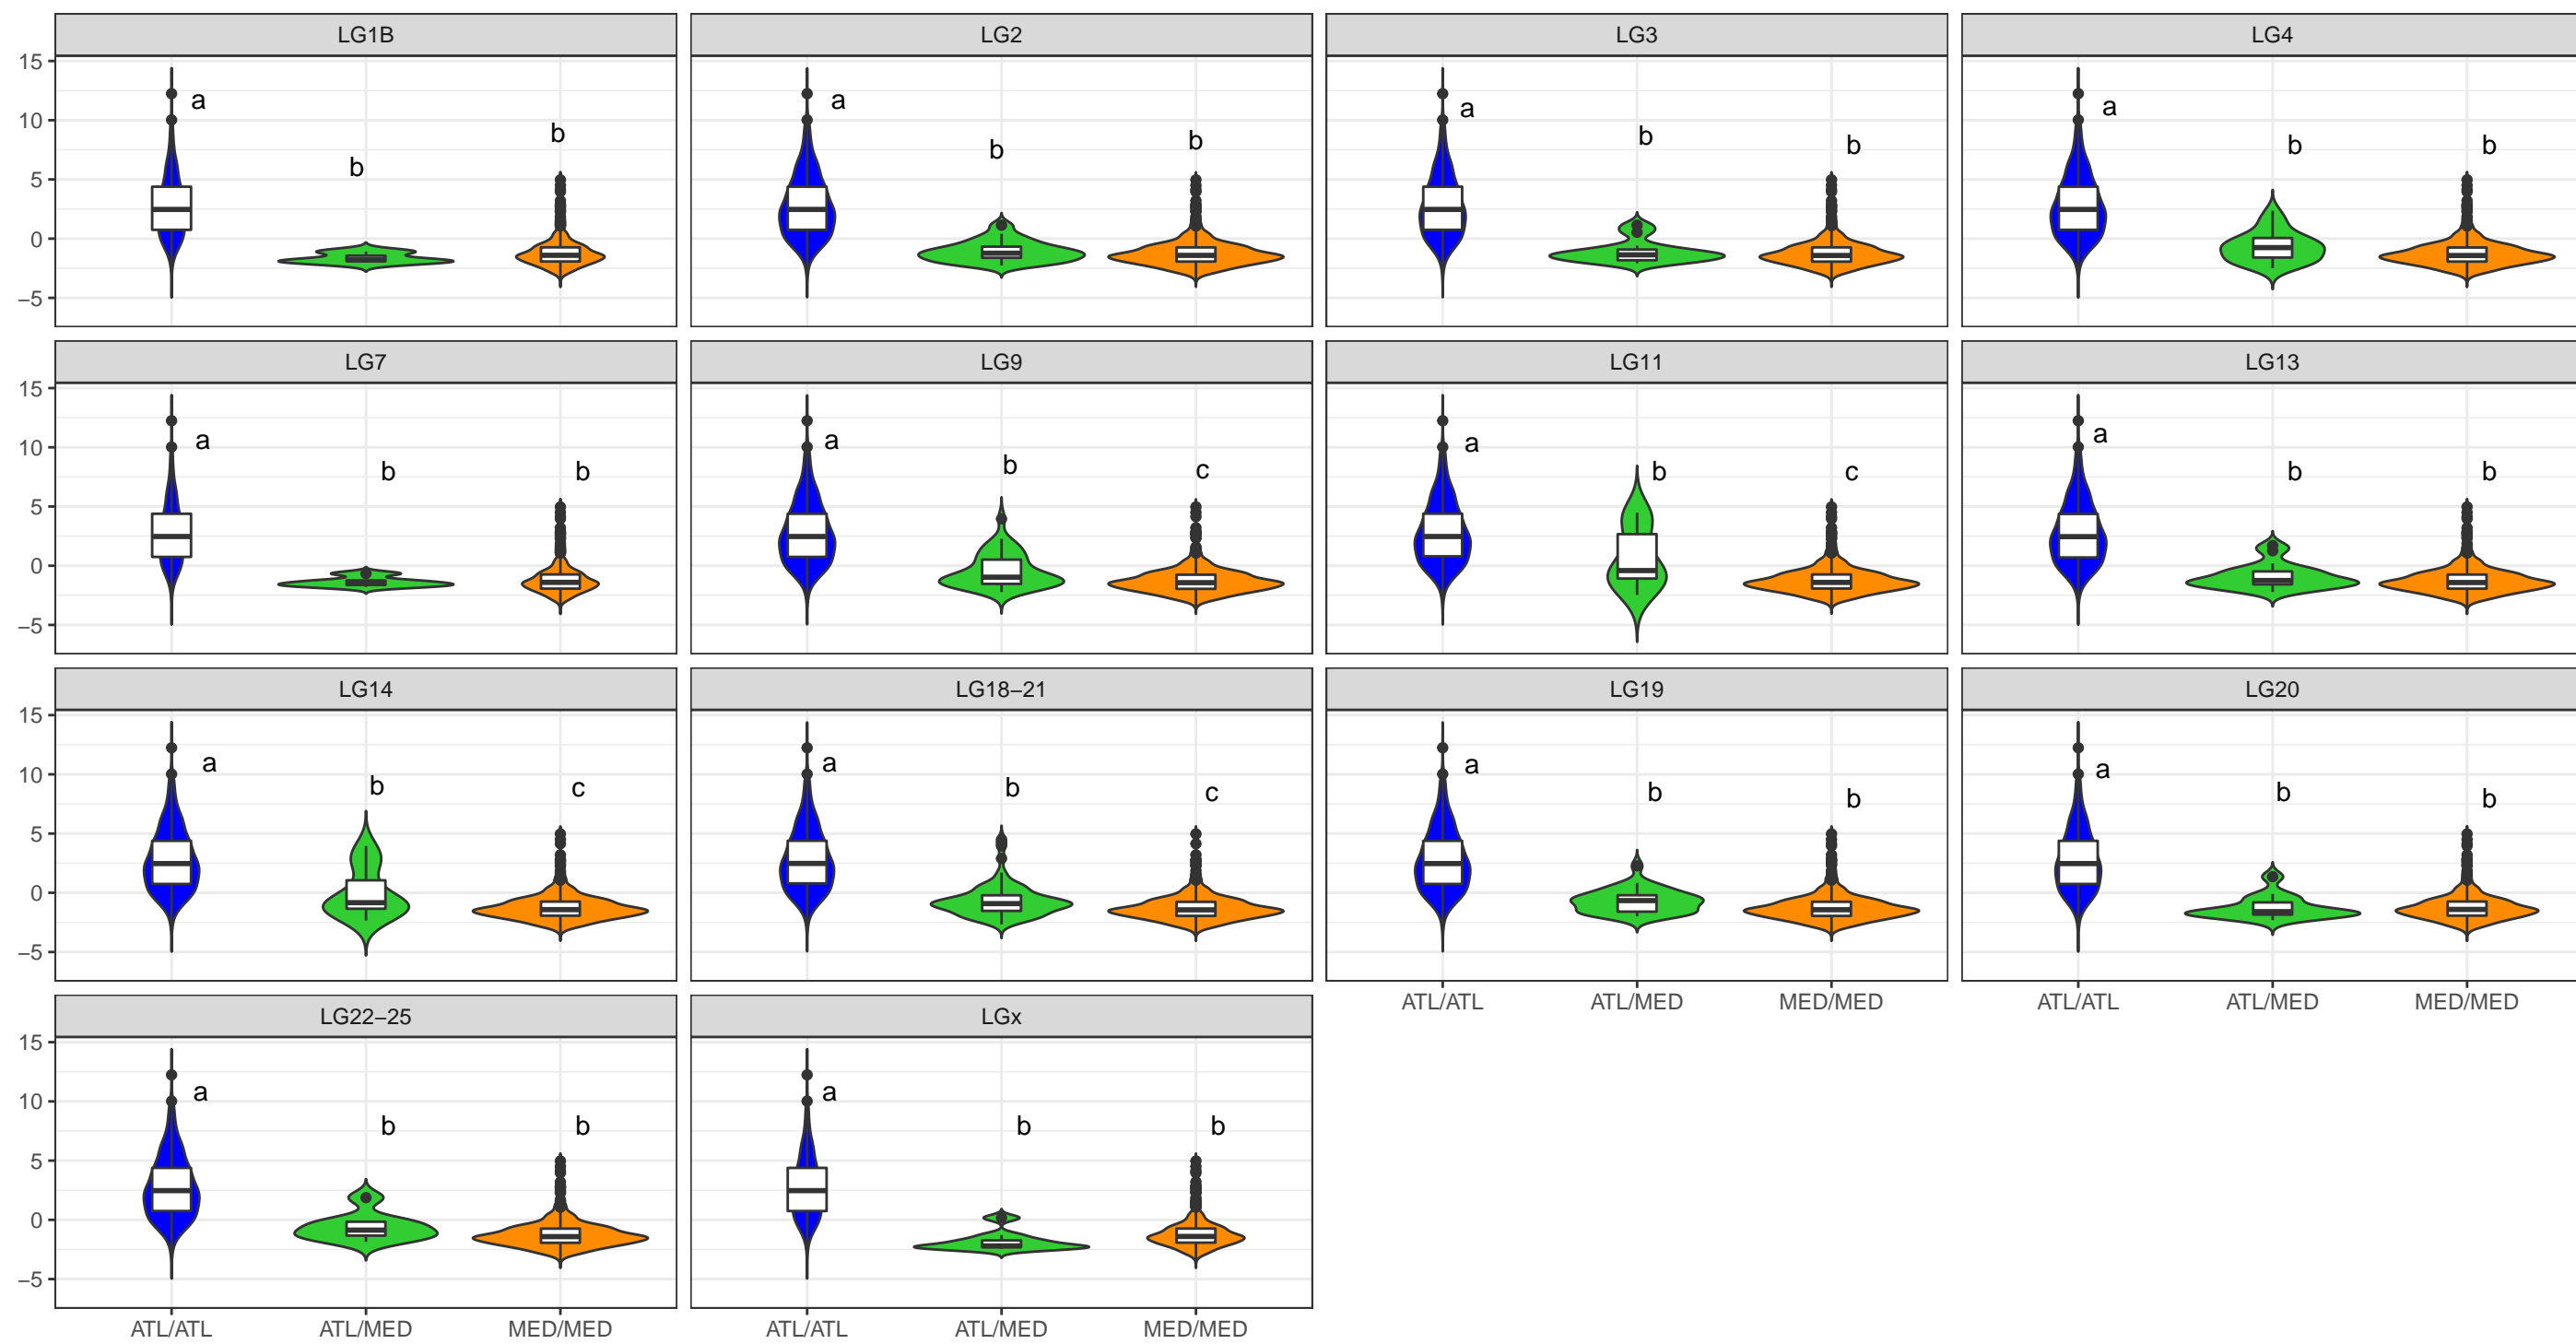 LG1B LG2 LG3 LG4
15
a a a a
10
b b b b b b b b
5
0
−5
LG7 LG9 LG11 LG13
15
a a a a
10
b b b c b c b b
5
0
−5
LG14 LG18−21 LG19 LG20
15
a a a a
10
b c b c b b b b
5
0
−5
ATL/ATL ATL/MED MED/MED ATL/ATL ATL/MED MED/MED
LG22−25 LGx
15
a a
10
b b b b
5
0
−5
ATL/ATL ATL/MED MED/MED ATL/ATL ATL/MED MED/MED